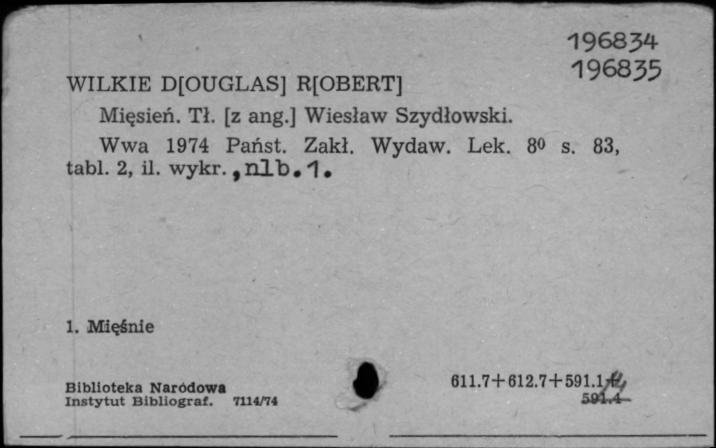 196834
196835
WILKIE D[OUGLAS] R[OBERT]
Mięsień. Tł. [z ang.] Wiesław Szydłowski.
Wwa 1974 Państ. Zakł. Wydaw. Lek. 8⁰ s. 83,
tabl. 2, il. wykr., nlb. 1.
1. Mięśnie
Biblioteka Narodowa
Instytut Bibliograf. 7114/74
611.7+612.7+591.1
591.4